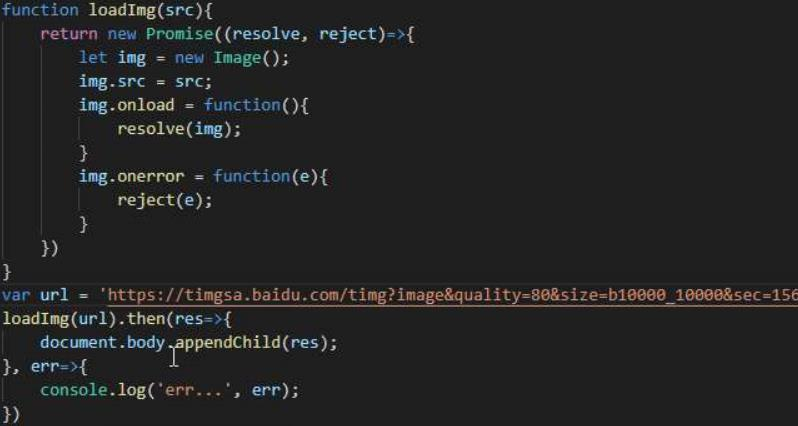 function loadImg(src){
    return new Promise((resolve, reject)=>{
        let img = new Image();
        img.src = src;
        img.onload = function(){
            resolve(img);
        }
        img.onerror = function(e){
            reject(e);
        }
    })
}
var url = 'https://timgsa.baidu.com/timg?image&quality=80&size=b10000_10000&sec=156
loadImg(url).then(res=>{
    document.body.appendChild(res);
}, err=>{
    console.log('err...', err);
})